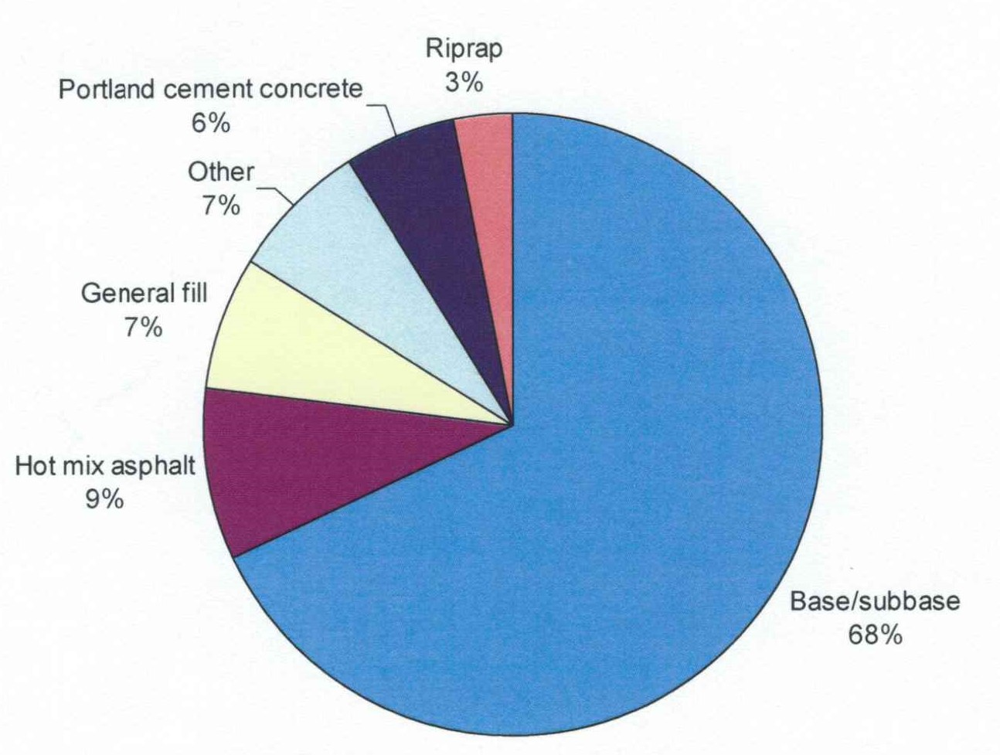 Riprap
3%
Portland cement concrete
6%
Other
7%
General fill
7%
Hot mix asphalt
9%
Base/subbase
68%